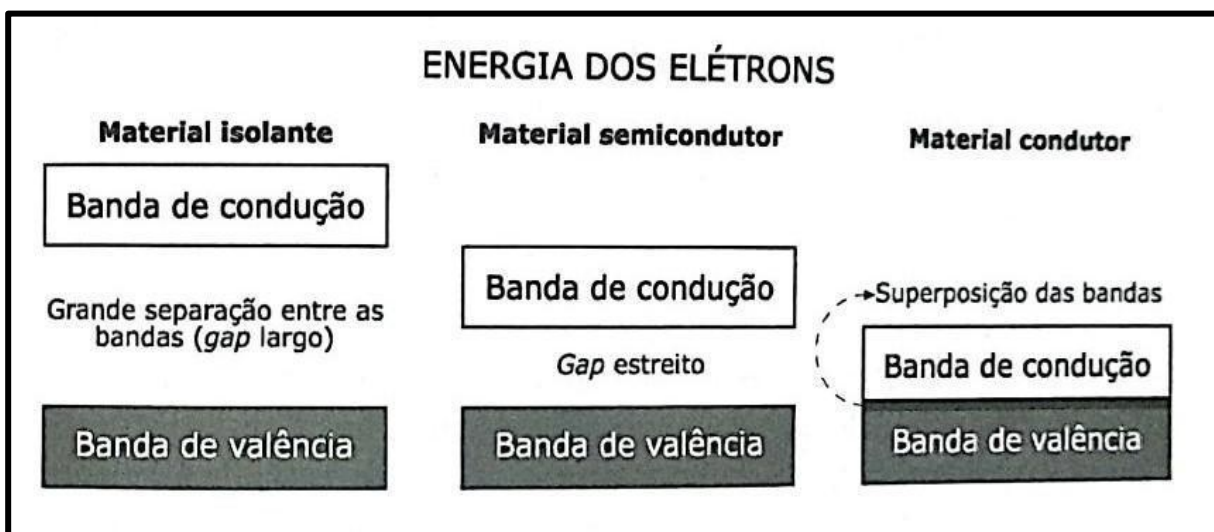 ENERGIA DOS ELÉTRONS
Material isolante
Banda de condução
Grande separação entre as
bandas (gap largo)
Banda de valência
Material semicondutor
Banda de condução
Gap estreito
Banda de valência
Material condutor
Superposição das bandas
Banda de condução
Banda de valência